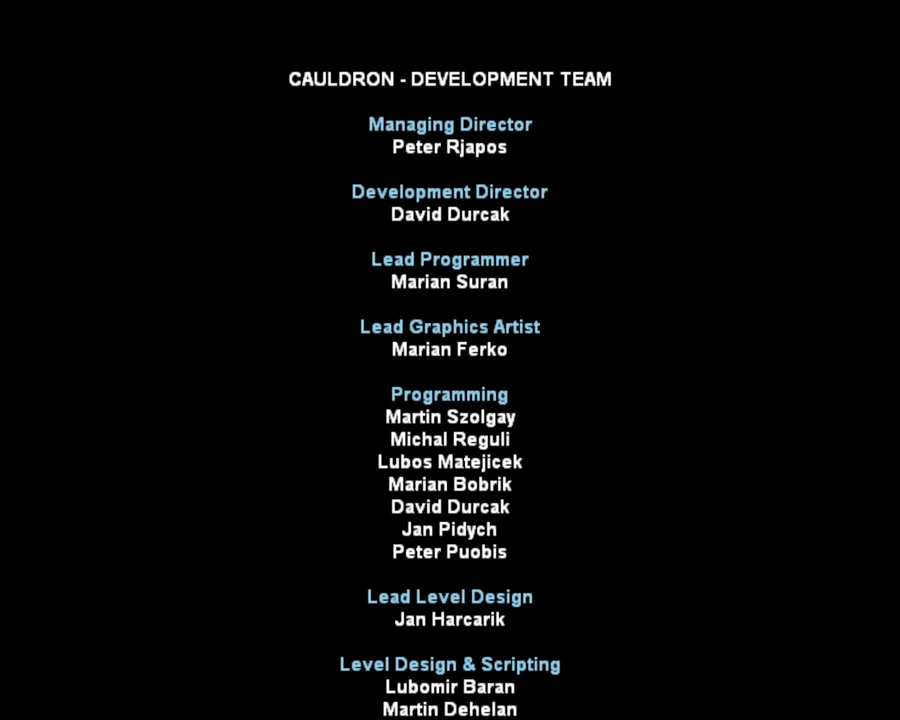 CAULDRON - DEVELOPMENT TEAM
Managing Director
Peter Rjapos
Development Director
David Durcak
Lead Programmer
Marian Suran
Lead Graphics Artist
Marian Ferko
Programming
Martin Szolgay
Michal Reguli
Lubos Matejicek
Marian Bobrik
David Durcak
Jan Pidych
Peter Puobis
Lead Level Design
Jan Harcarik
Level Design & Scripting
Lubomir Baran
Martin Dehelan